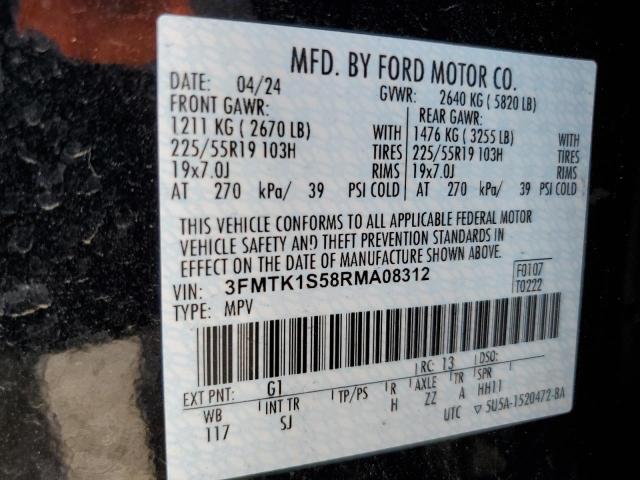 MFD. BY FORD MOTOR CO.
DATE: 04/24 GVWR: 2640 KG ( 5820 LB)
FRONT GAWR: REAR GAWR:
1211 KG ( 2670 LB) WITH 1476 KG ( 3255 LB) WITH
225/55R19 103H TIRES 225/55R19 103H TIRES
19x7.0J RIMS 19x7.0J RIMS
AT 270 kPa/ 39 PSI COLD AT 270 kPa/ 39 PSI COLD
THIS VEHICLE CONFORMS TO ALL APPLICABLE FEDERAL MOTOR
VEHICLE SAFETY AND THEFT PREVENTION STANDARDS IN
EFFECT ON THE DATE OF MANUFACTURE SHOWN ABOVE.
VIN: 3FMTK1S58RMA08312 F0107
TYPE: MPV T0222
EXT PNT: G1 RC: 13 DSO:
WB INT TR TP/PS R AXLE TR SPR
117 SJ H ZZ A HH11
UTC ▽ 5U5A-1520472-BA